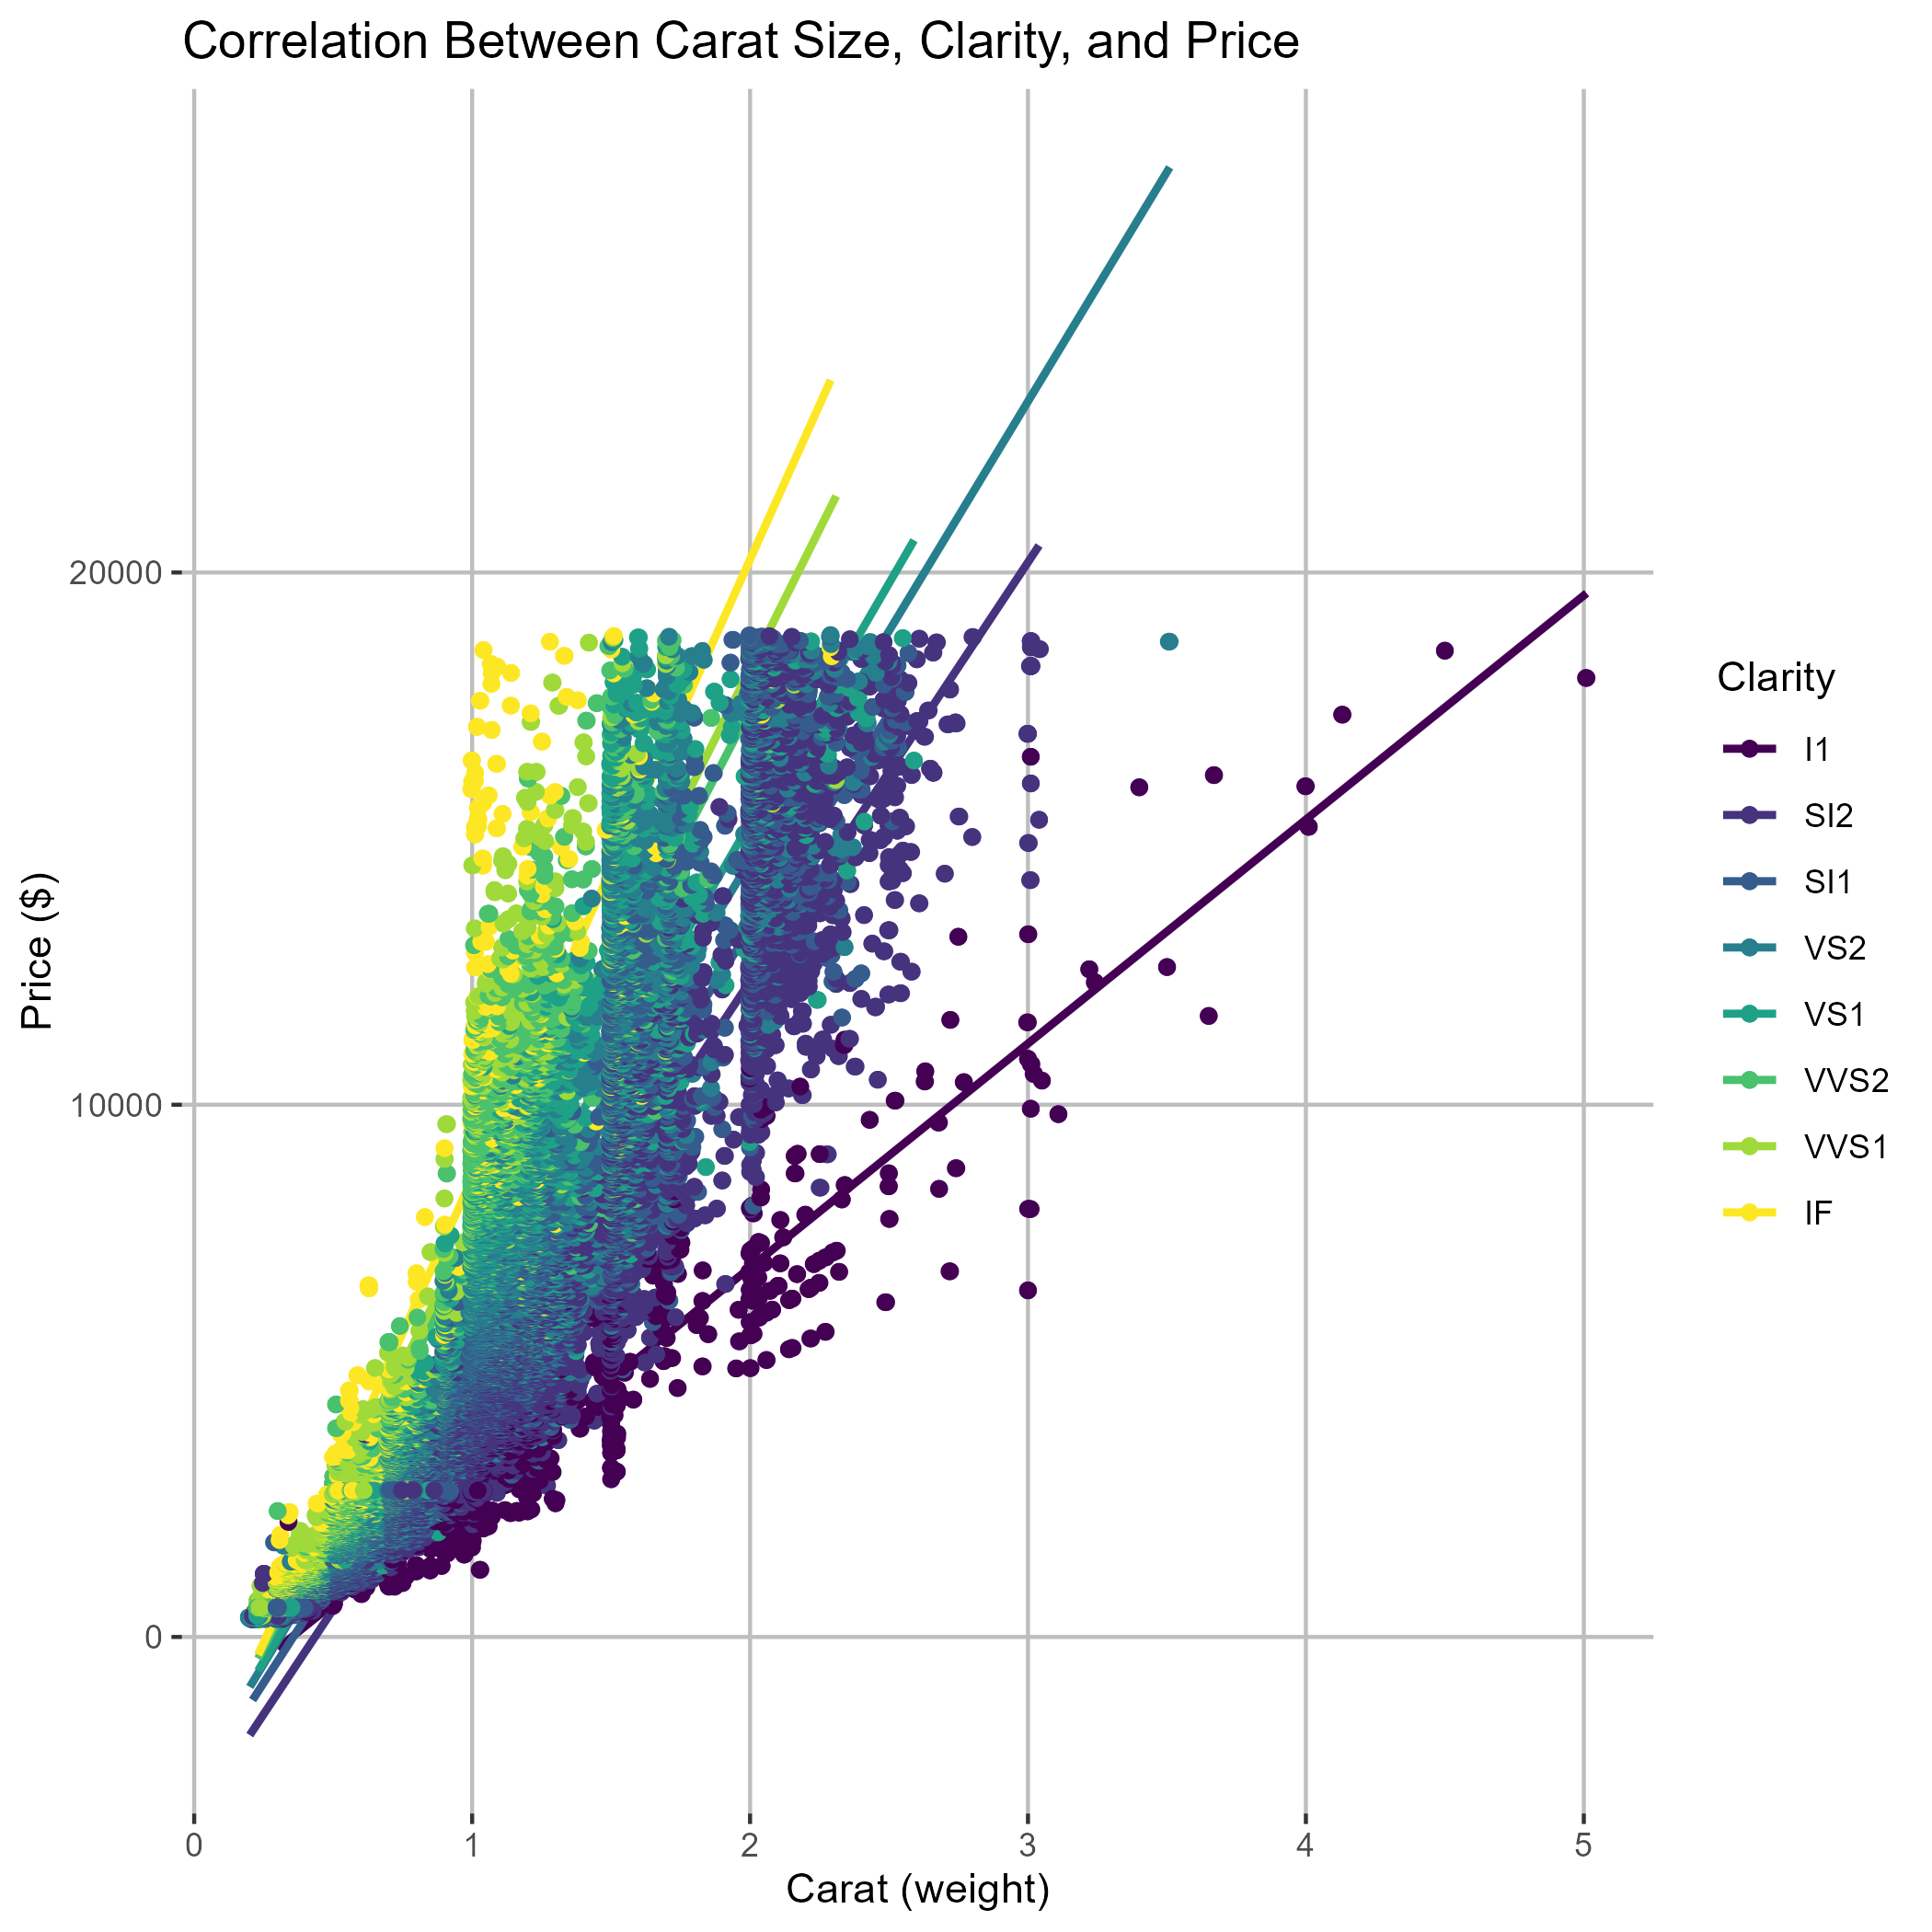 Correlation Between Carat Size, Clarity, and Price
Price ($)
20000
10000
0
0 1 2 3 4 5
Carat (weight)
Clarity
I1
SI2
SI1
VS2
VS1
VVS2
VVS1
IF